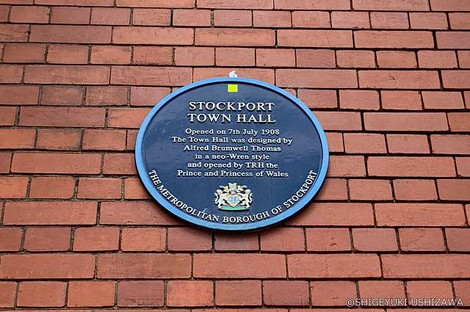 STOCKPORT
TOWN HALL
Opened on 7th July 1908
The Town Hall was designed by
Alfred Brumwell Thomas
in a neo-Wren style
and opened by TRH the
Prince and Princess of Wales
THE METROPOLITAN BOROUGH OF STOCKPORT
©SHIGEYUKI USHIZAWA